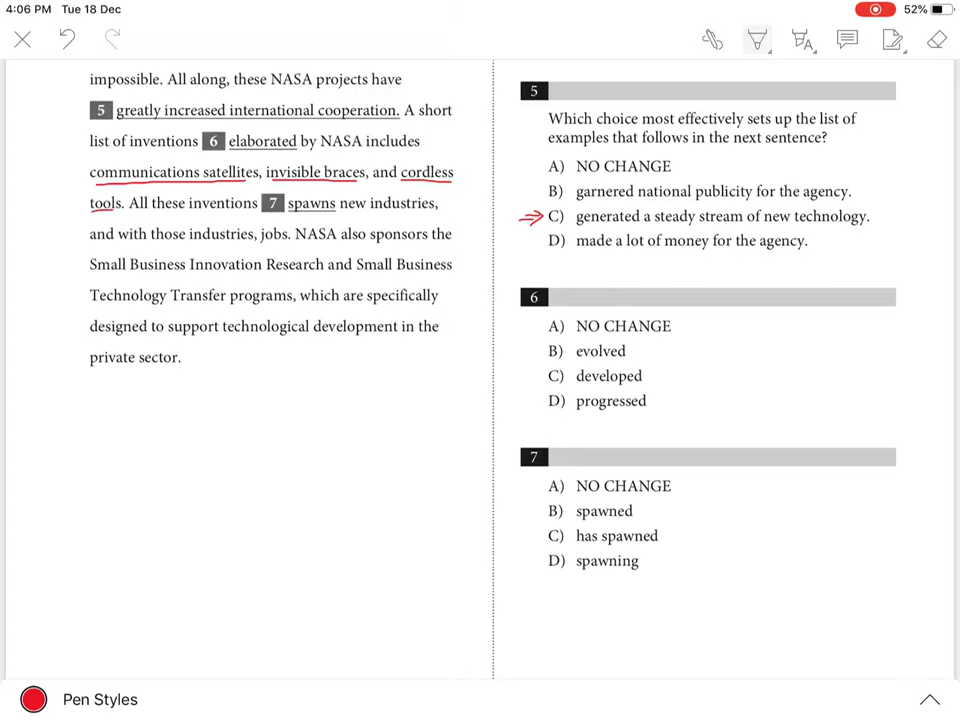 4:06 PM Tue 18 Dec
52%
impossible. All along, these NASA projects have
5 greatly increased international cooperation. A short
list of inventions 6 elaborated by NASA includes
communications satellites, invisible braces, and cordless
tools. All these inventions 7 spawns new industries,
and with those industries, jobs. NASA also sponsors the
Small Business Innovation Research and Small Business
Technology Transfer programs, which are specifically
designed to support technological development in the
private sector.
5
Which choice most effectively sets up the list of
examples that follows in the next sentence?
A) NO CHANGE
B) garnered national publicity for the agency.
C) generated a steady stream of new technology.
D) made a lot of money for the agency.
6
A) NO CHANGE
B) evolved
C) developed
D) progressed
7
A) NO CHANGE
B) spawned
C) has spawned
D) spawning
Pen Styles